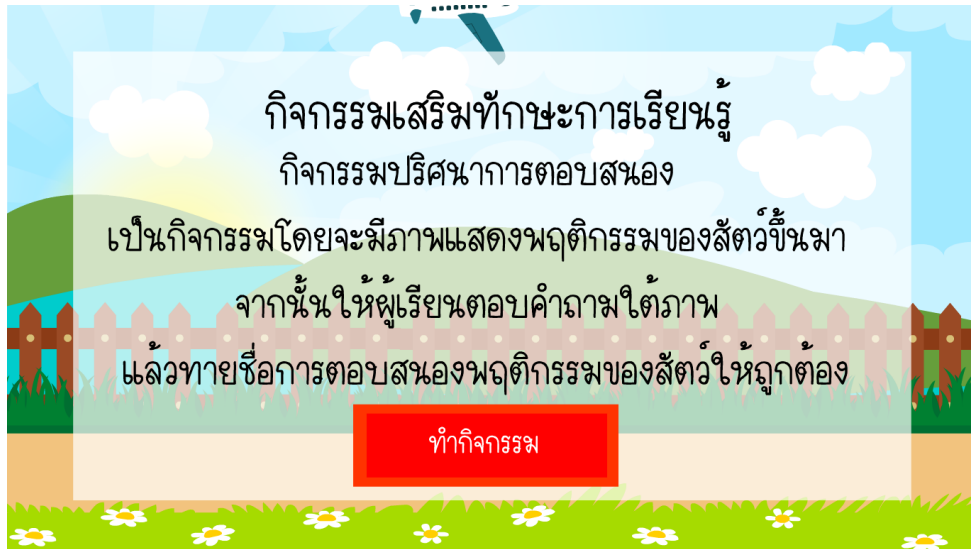 กิจกรรมเสริมทักษะการเรียนรู้
กิจกรรมปริศนาการตอบสนอง
เป็นกิจกรรมโดยจะมีภาพแสดงพฤติกรรมของสัตว์ขึ้นมา
จากนั้นให้ผู้เรียนตอบคำถามใต้ภาพ
แล้วทายชื่อการตอบสนองพฤติกรรมของสัตว์ให้ถูกต้อง
ทำกิจกรรม